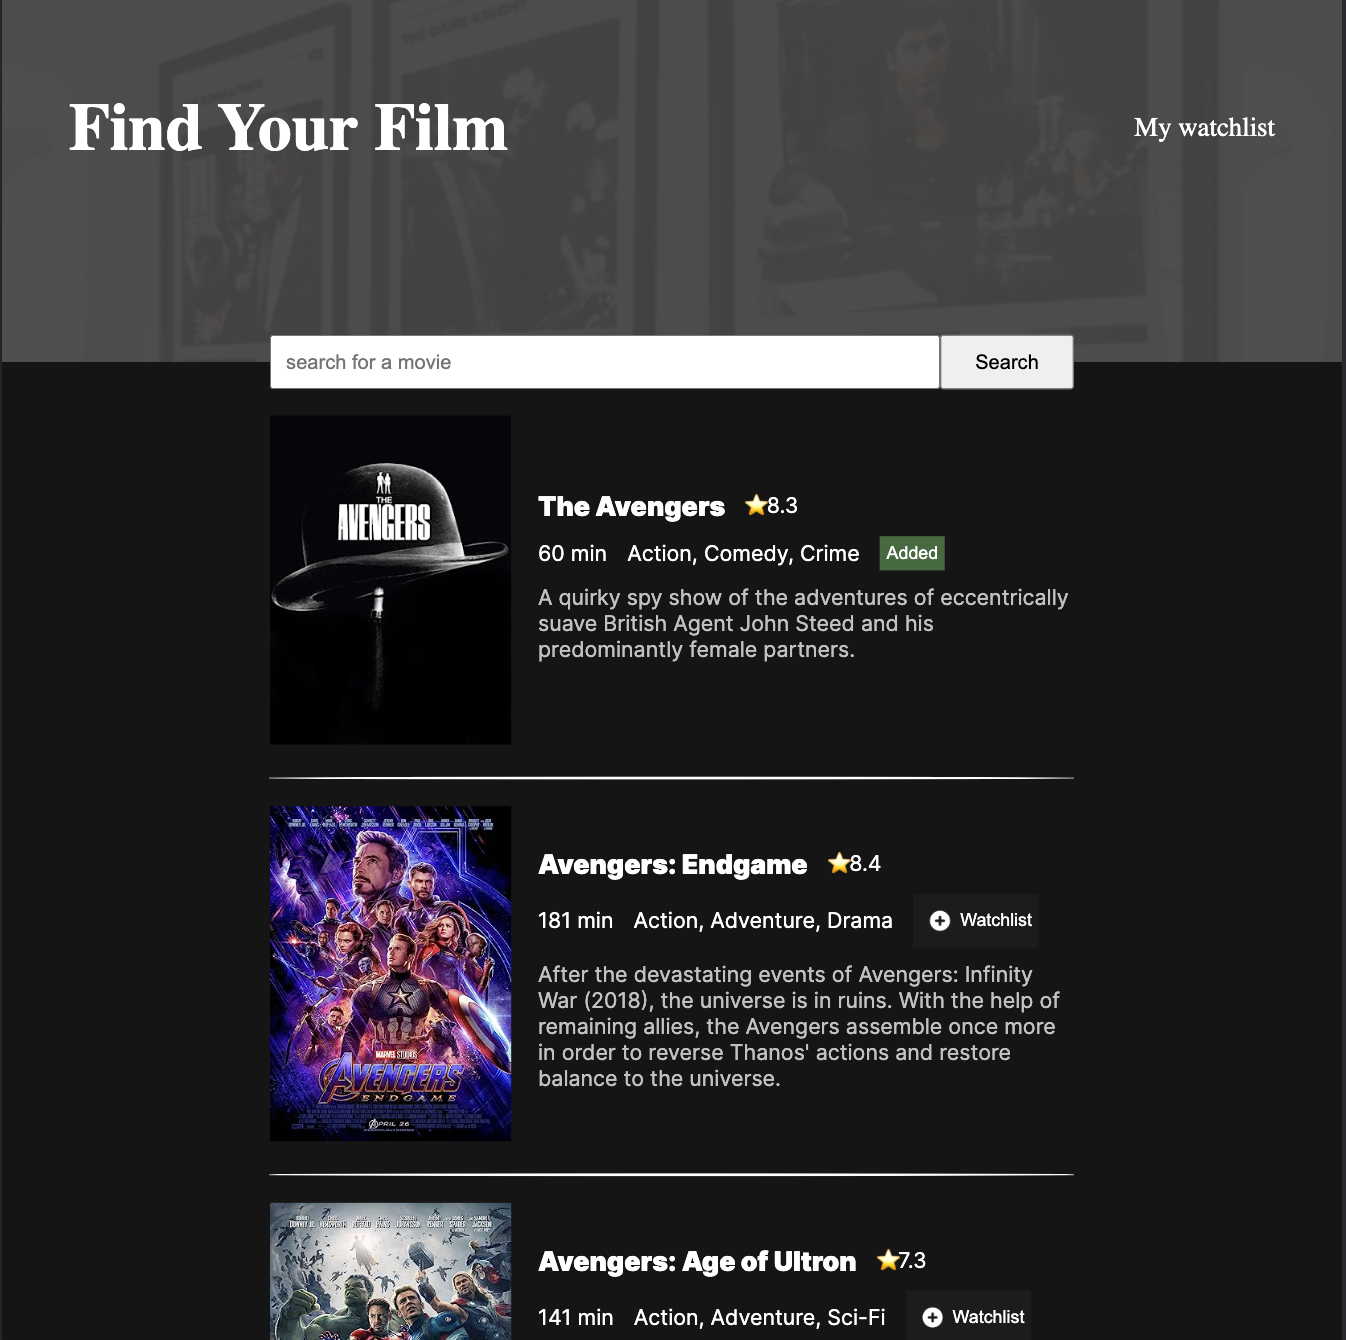 THE DARK KNIGHT
Find Your Film
My watchlist
search for a movie
Search
THE
AVENGERS
The Avengers ⭐8.3
60 min Action, Comedy, Crime Added
A quirky spy show of the adventures of eccentrically
suave British Agent John Steed and his
predominantly female partners.
MARVEL STUDIOS
AVENGERS
ENDGAME
APRIL 26
Avengers: Endgame ⭐8.4
181 min Action, Adventure, Drama Watchlist
After the devastating events of Avengers: Infinity
War (2018), the universe is in ruins. With the help of
remaining allies, the Avengers assemble once more
in order to reverse Thanos' actions and restore
balance to the universe.
Avengers: Age of Ultron ⭐7.3
141 min Action, Adventure, Sci-Fi Watchlist